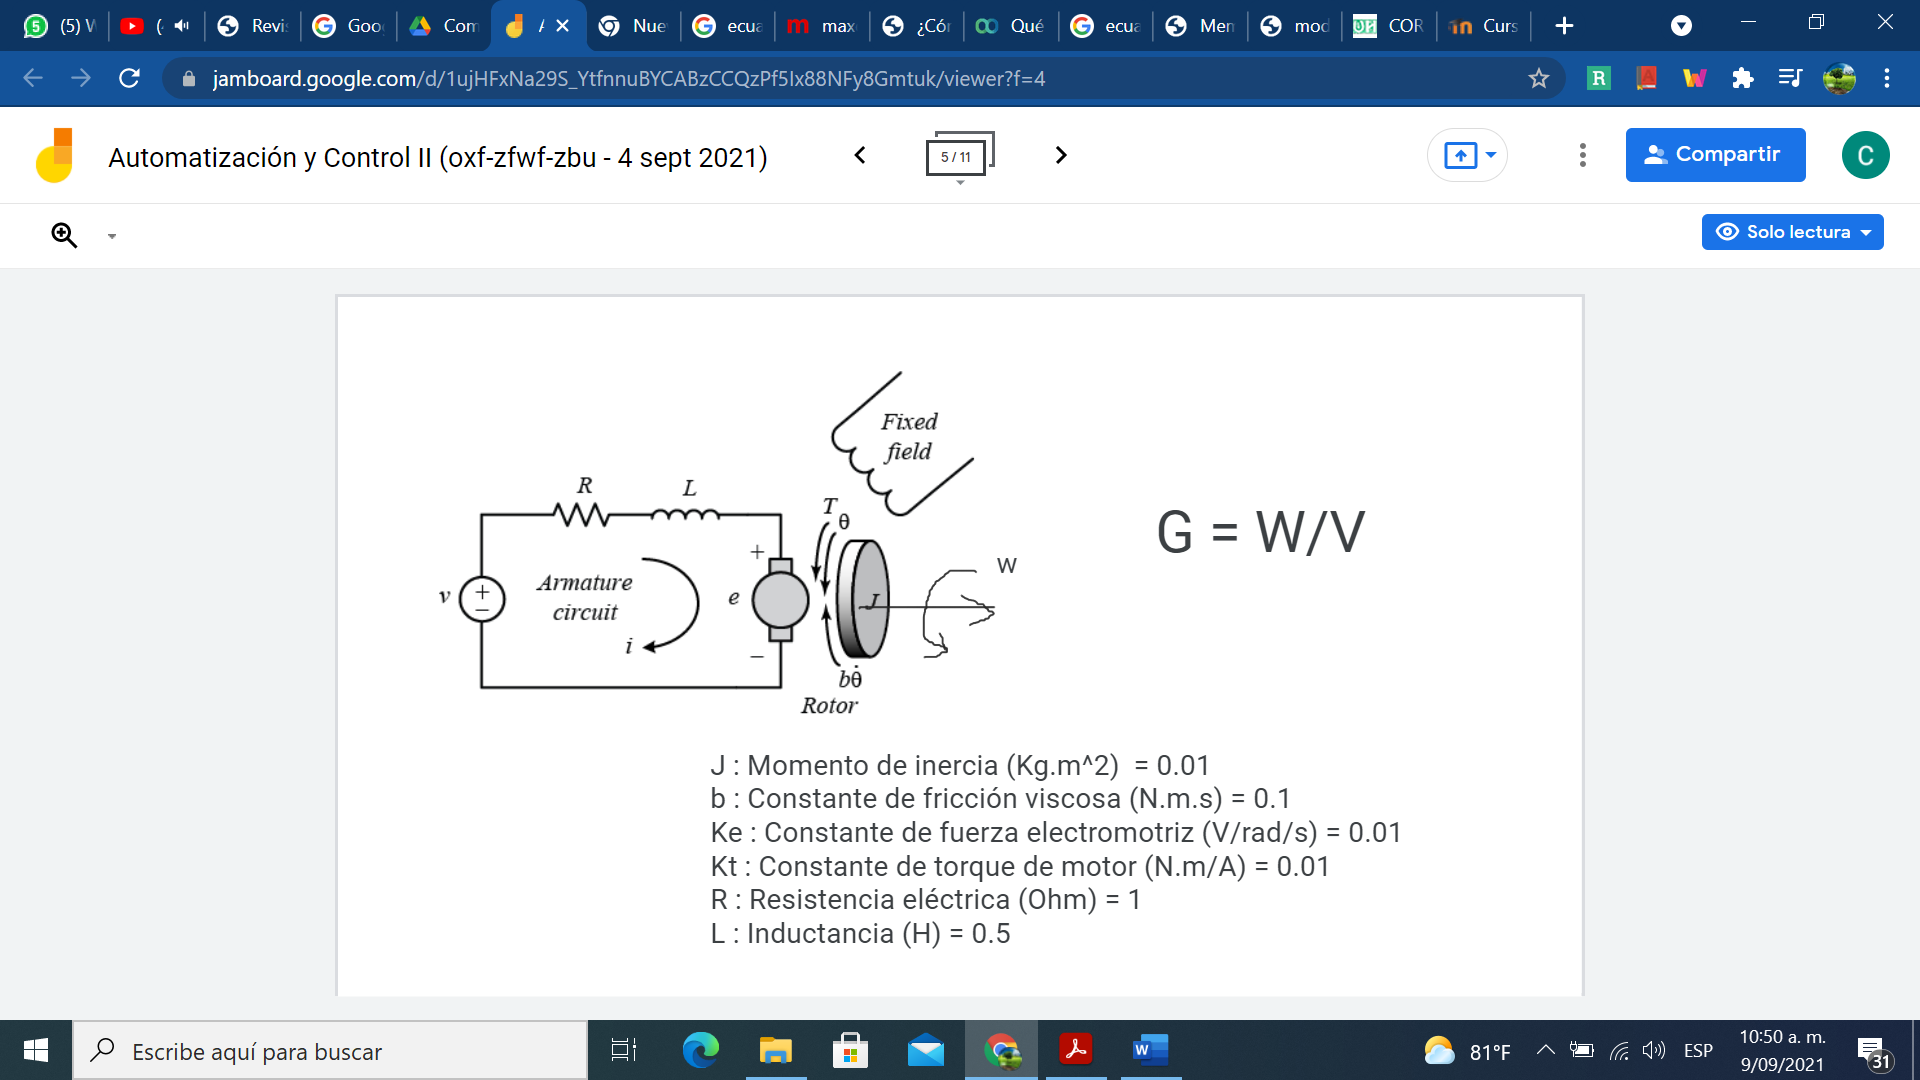 (5) W
(
Revi
Goo
Com
A
Nue
ecua
max
¿Cór
Qué
ecua
Men
mod
COR
Curs
jamboard.google.com/d/1ujHFxNa29S_YtfnnuBYCABzCCQzPf5Ix88NFy8Gmtuk/viewer?f=4
Automatización y Control II (oxf-zfwf-zbu - 4 sept 2021)
5 / 11
Compartir
C
Solo lectura
Fixed
field
R
L
T
θ
+
W
v
+
−
Armature
circuit
e
J
i
−
bθ̇
Rotor
G = W/V
J : Momento de inercia (Kg.m^2) = 0.01
b : Constante de fricción viscosa (N.m.s) = 0.1
Ke : Constante de fuerza electromotriz (V/rad/s) = 0.01
Kt : Constante de torque de motor (N.m/A) = 0.01
R : Resistencia eléctrica (Ohm) = 1
L : Inductancia (H) = 0.5
Escribe aquí para buscar
81°F
ESP
10:50 a. m.
9/09/2021
31